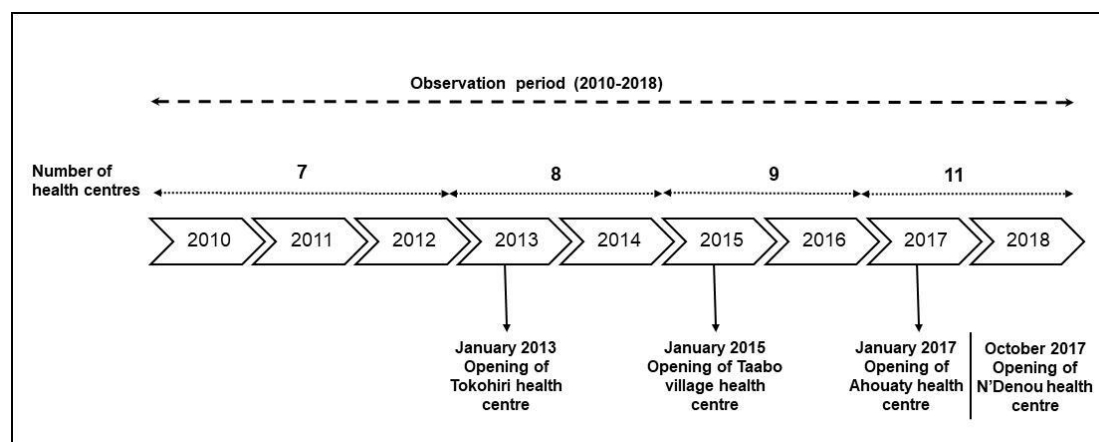 Observation period (2010-2018)
Number of
health centres
7
8
9
11
2010
2011
2012
2013
2014
2015
2016
2017
2018
January 2013
Opening of
Tokohiri health
centre
January 2015
Opening of Taabo
village health
centre
January 2017
Opening of
Ahouaty health
centre
October 2017
Opening of
N'Denou health
centre